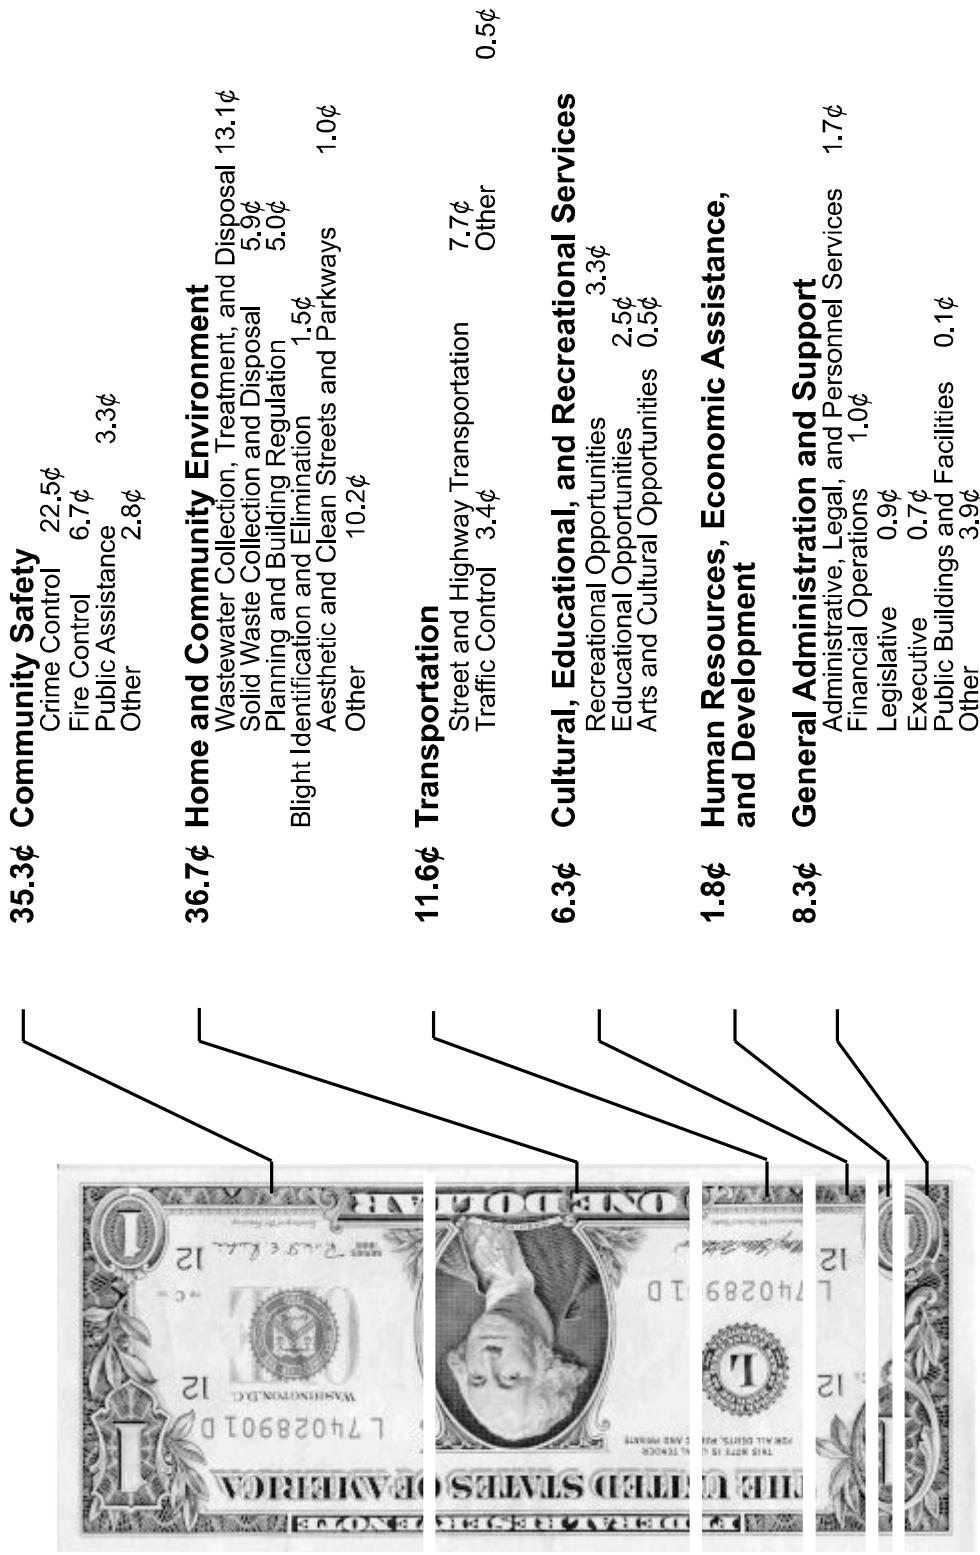 35.3¢ Community Safety
Crime Control 22.5¢
Fire Control 6.7¢
Public Assistance 3.3¢
Other 2.8¢
36.7¢ Home and Community Environment
Wastewater Collection, Treatment, and Disposal 13.1¢
Solid Waste Collection and Disposal 5.9¢
Planning and Building Regulation 5.0¢
Blight Identification and Elimination 1.5¢
Aesthetic and Clean Streets and Parkways 1.0¢
Other 10.2¢
11.6¢ Transportation
Street and Highway Transportation 7.7¢
Traffic Control 3.4¢ Other 0.5¢
6.3¢ Cultural, Educational, and Recreational Services
Recreational Opportunities 3.3¢
Educational Opportunities 2.5¢
Arts and Cultural Opportunities 0.5¢
1.8¢ Human Resources, Economic Assistance,
and Development
8.3¢ General Administration and Support
Administrative, Legal, and Personnel Services 1.7¢
Financial Operations 1.0¢
Legislative 0.9¢
Executive 0.7¢
Public Buildings and Facilities 0.1¢
Other 3.9¢
FEDERAL RESERVE NOTE
THE UNITED STATES OF AMERICA
THIS NOTE IS LEGAL TENDER
FOR ALL DEBTS, PUBLIC AND PRIVATE
L 74028901 D
WASHINGTON, D.C.
12
12
L
ONE
L 74028901 D
12
12
SERIES
ONE DOLLAR
1
1
1
1